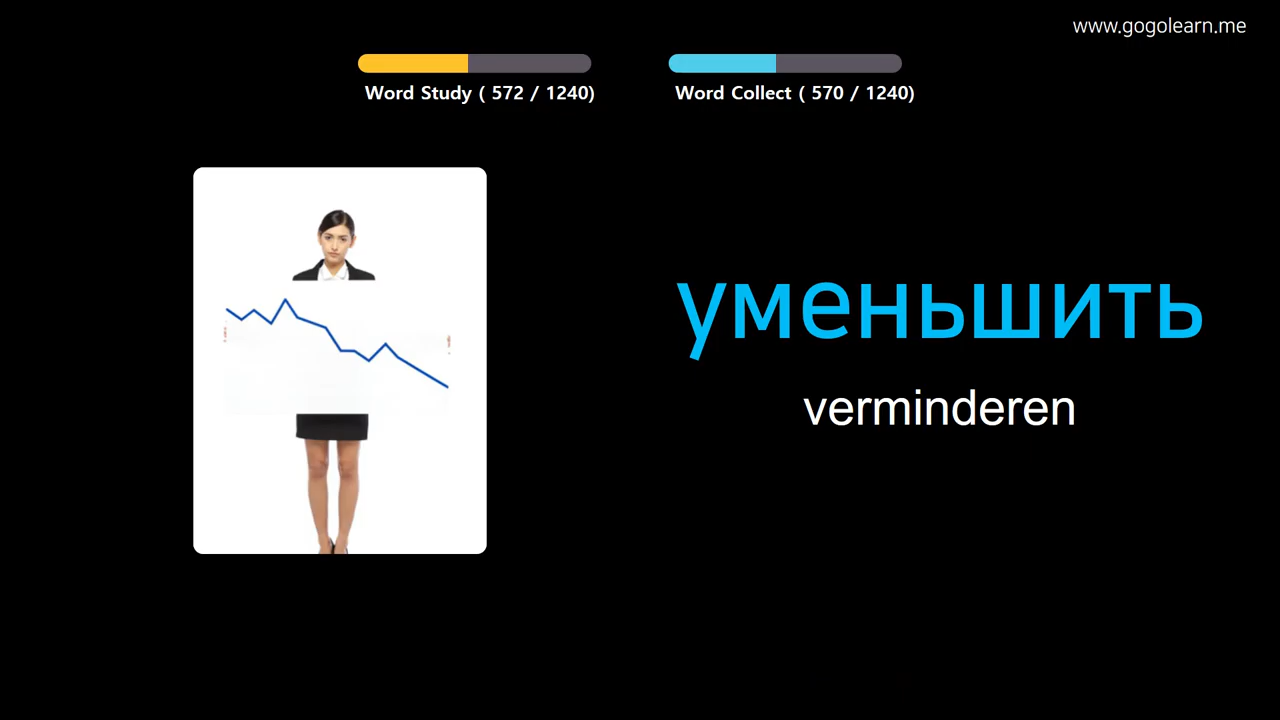 www.gogolearn.me
Word Study ( 572 / 1240)
Word Collect ( 570 / 1240)
уменьшить
verminderen